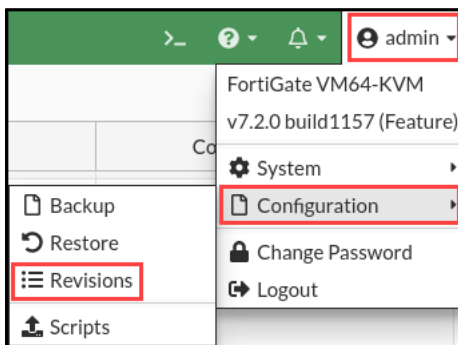 >_
? admin
FortiGate VM64-KVM
v7.2.0 build1157 (Feature)
Co
System
Backup
Configuration
Restore
Change Password
Revisions
Logout
Scripts